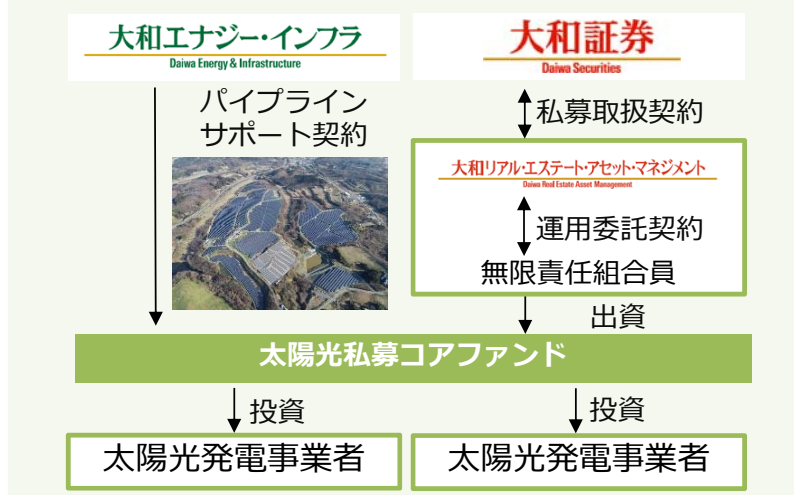 大和エナジー・インフラ
Daiwa Energy & Infrastructure
大和証券
Daiwa Securities
パイプライン
サポート契約
私募取扱契約
大和リアル・エステート・アセット・マネジメント
Daiwa Real Estate Asset Management
運用委託契約
無限責任組合員
出資
太陽光私募コアファンド
投資
投資
太陽光発電事業者
太陽光発電事業者